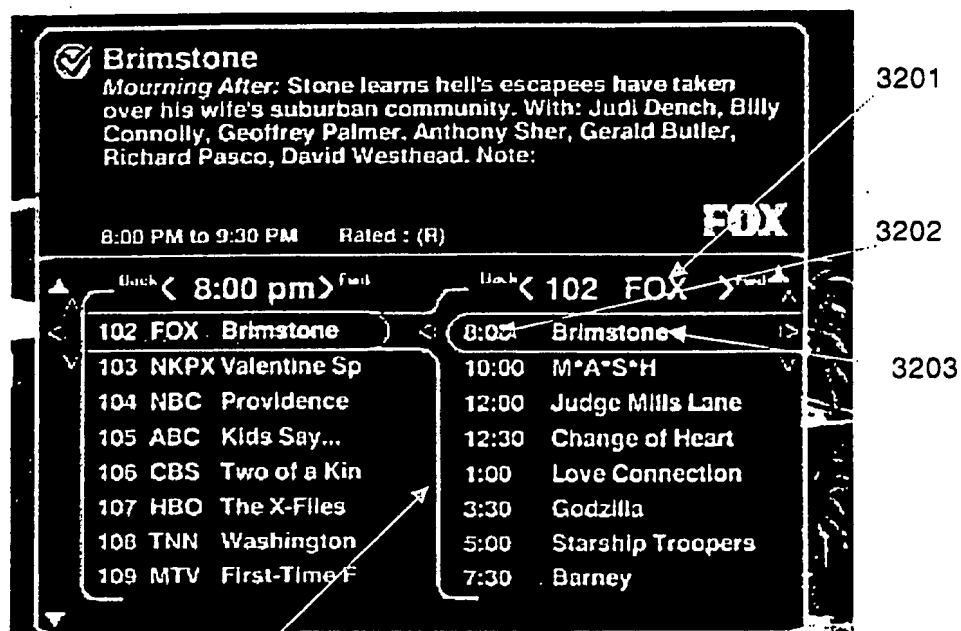 Brimstone
Mourning After: Stone learns hell's escapees have taken
over his wife's suburban community. With: Judi Dench, Billy
Connolly, Geoffrey Palmer. Anthony Sher, Gerald Butler,
Richard Pasco, David Westhead. Note:
FOX
8:00 PM to 9:30 PM Rated : (R)
Back < 8:00 pm > Fwd
102 FOX Brimstone
103 NKPX Valentine Sp
104 NBC Providence
105 ABC Kids Say...
106 CBS Two of a Kin
107 HBO The X-Files
108 TNN Washington
109 MTV First-Time F
Back < 102 FOX > Fwd
8:00 Brimstone
10:00 M*A*S*H
12:00 Judge Mills Lane
12:30 Change of Heart
1:00 Love Connection
3:30 Godzilla
5:00 Starship Troopers
7:30 Barney
3201
3202
3203